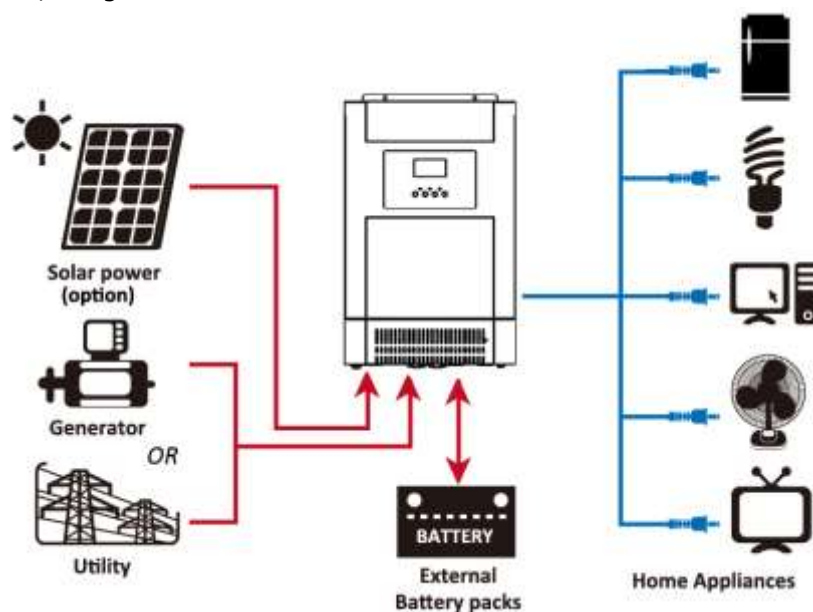 Solar power
(option)
Generator
OR
Utility
BATTERY
External
Battery packs
Home Appliances